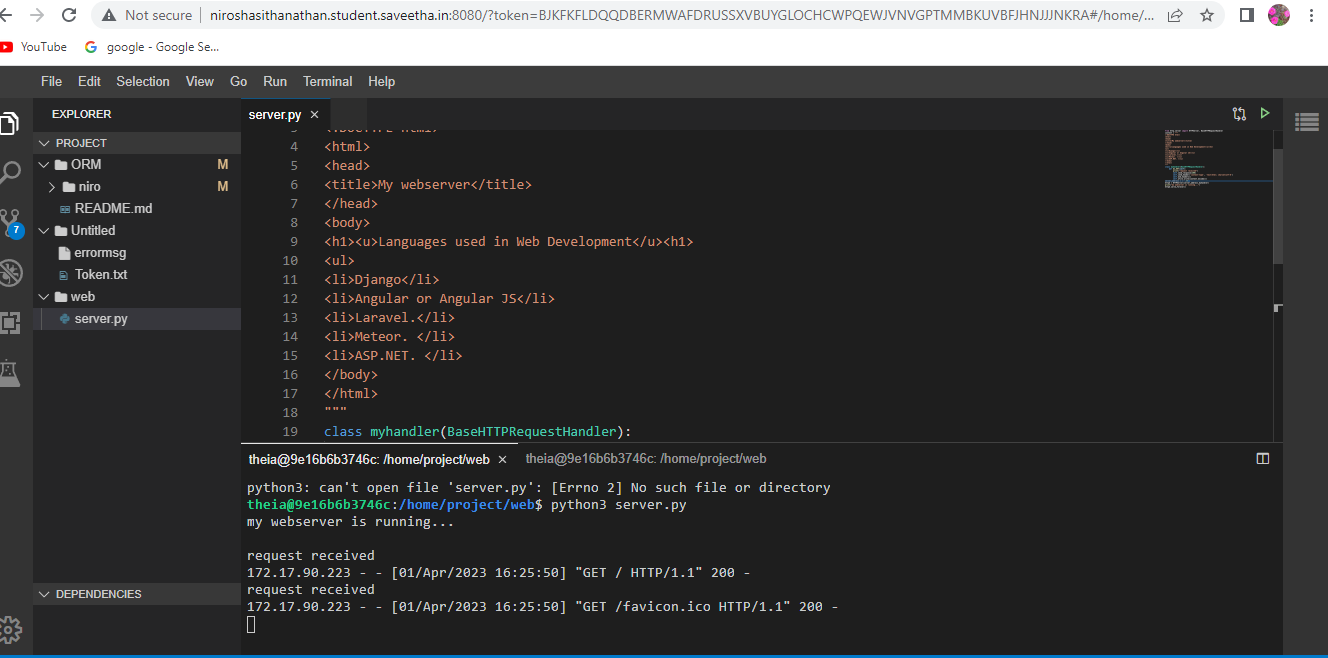 Not secure | niroshasithanathan.student.saveetha.in:8080/?token=BJKFKFLDQQDBERMWAFDRUSSXVBUYGLOCHCWPQEWJVNVGPTMMBKUVBFJHNJJJNKRA#/home/...
YouTube google - Google Se...
File Edit Selection View Go Run Terminal Help
EXPLORER
PROJECT
ORM M
niro M
README.md
Untitled
errormsg
Token.txt
web
server.py
7
DEPENDENCIES
server.py ×
3 <!DOCTYPE html>
4 <html>
5 <head>
6 <title>My webserver</title>
7 </head>
8 <body>
9 <h1><u>Languages used in Web Development</u><h1>
10 <ul>
11 <li>Django</li>
12 <li>Angular or Angular JS</li>
13 <li>Laravel.</li>
14 <li>Meteor. </li>
15 <li>ASP.NET. </li>
16 </body>
17 </html>
18 """
19 class myhandler(BaseHTTPRequestHandler):
theia@9e16b6b3746c: /home/project/web × theia@9e16b6b3746c: /home/project/web
python3: can't open file 'server.py': [Errno 2] No such file or directory
theia@9e16b6b3746c:/home/project/web$ python3 server.py
my webserver is running...
request received
172.17.90.223 - - [01/Apr/2023 16:25:50] "GET / HTTP/1.1" 200 -
request received
172.17.90.223 - - [01/Apr/2023 16:25:50] "GET /favicon.ico HTTP/1.1" 200 -